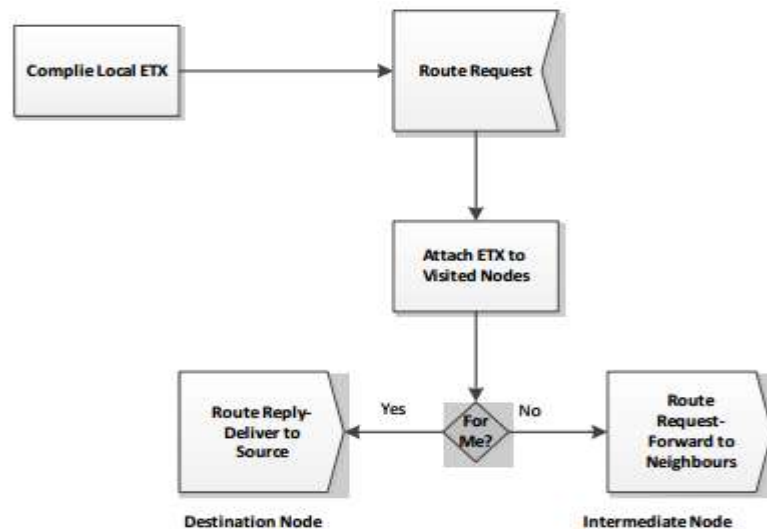 Complie Local ETX
Route Request
Attach ETX to
Visited Nodes
Route Reply-
Deliver to
Source
Yes
For
Me?
No
Route
Request-
Forward to
Neighbours
Destination Node
Intermediate Node